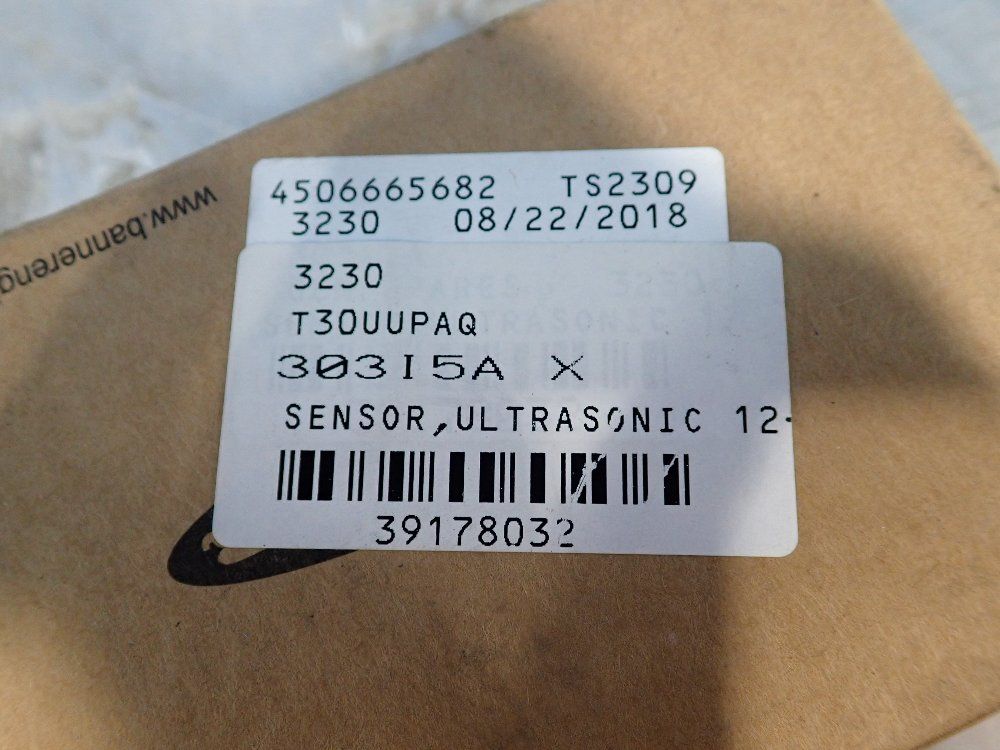 www.bannereng
4506665682 TS2309
3230 08/22/2018
3230
T30UUPAQ
303I5A X
SENSOR,ULTRASONIC 12-
39178032